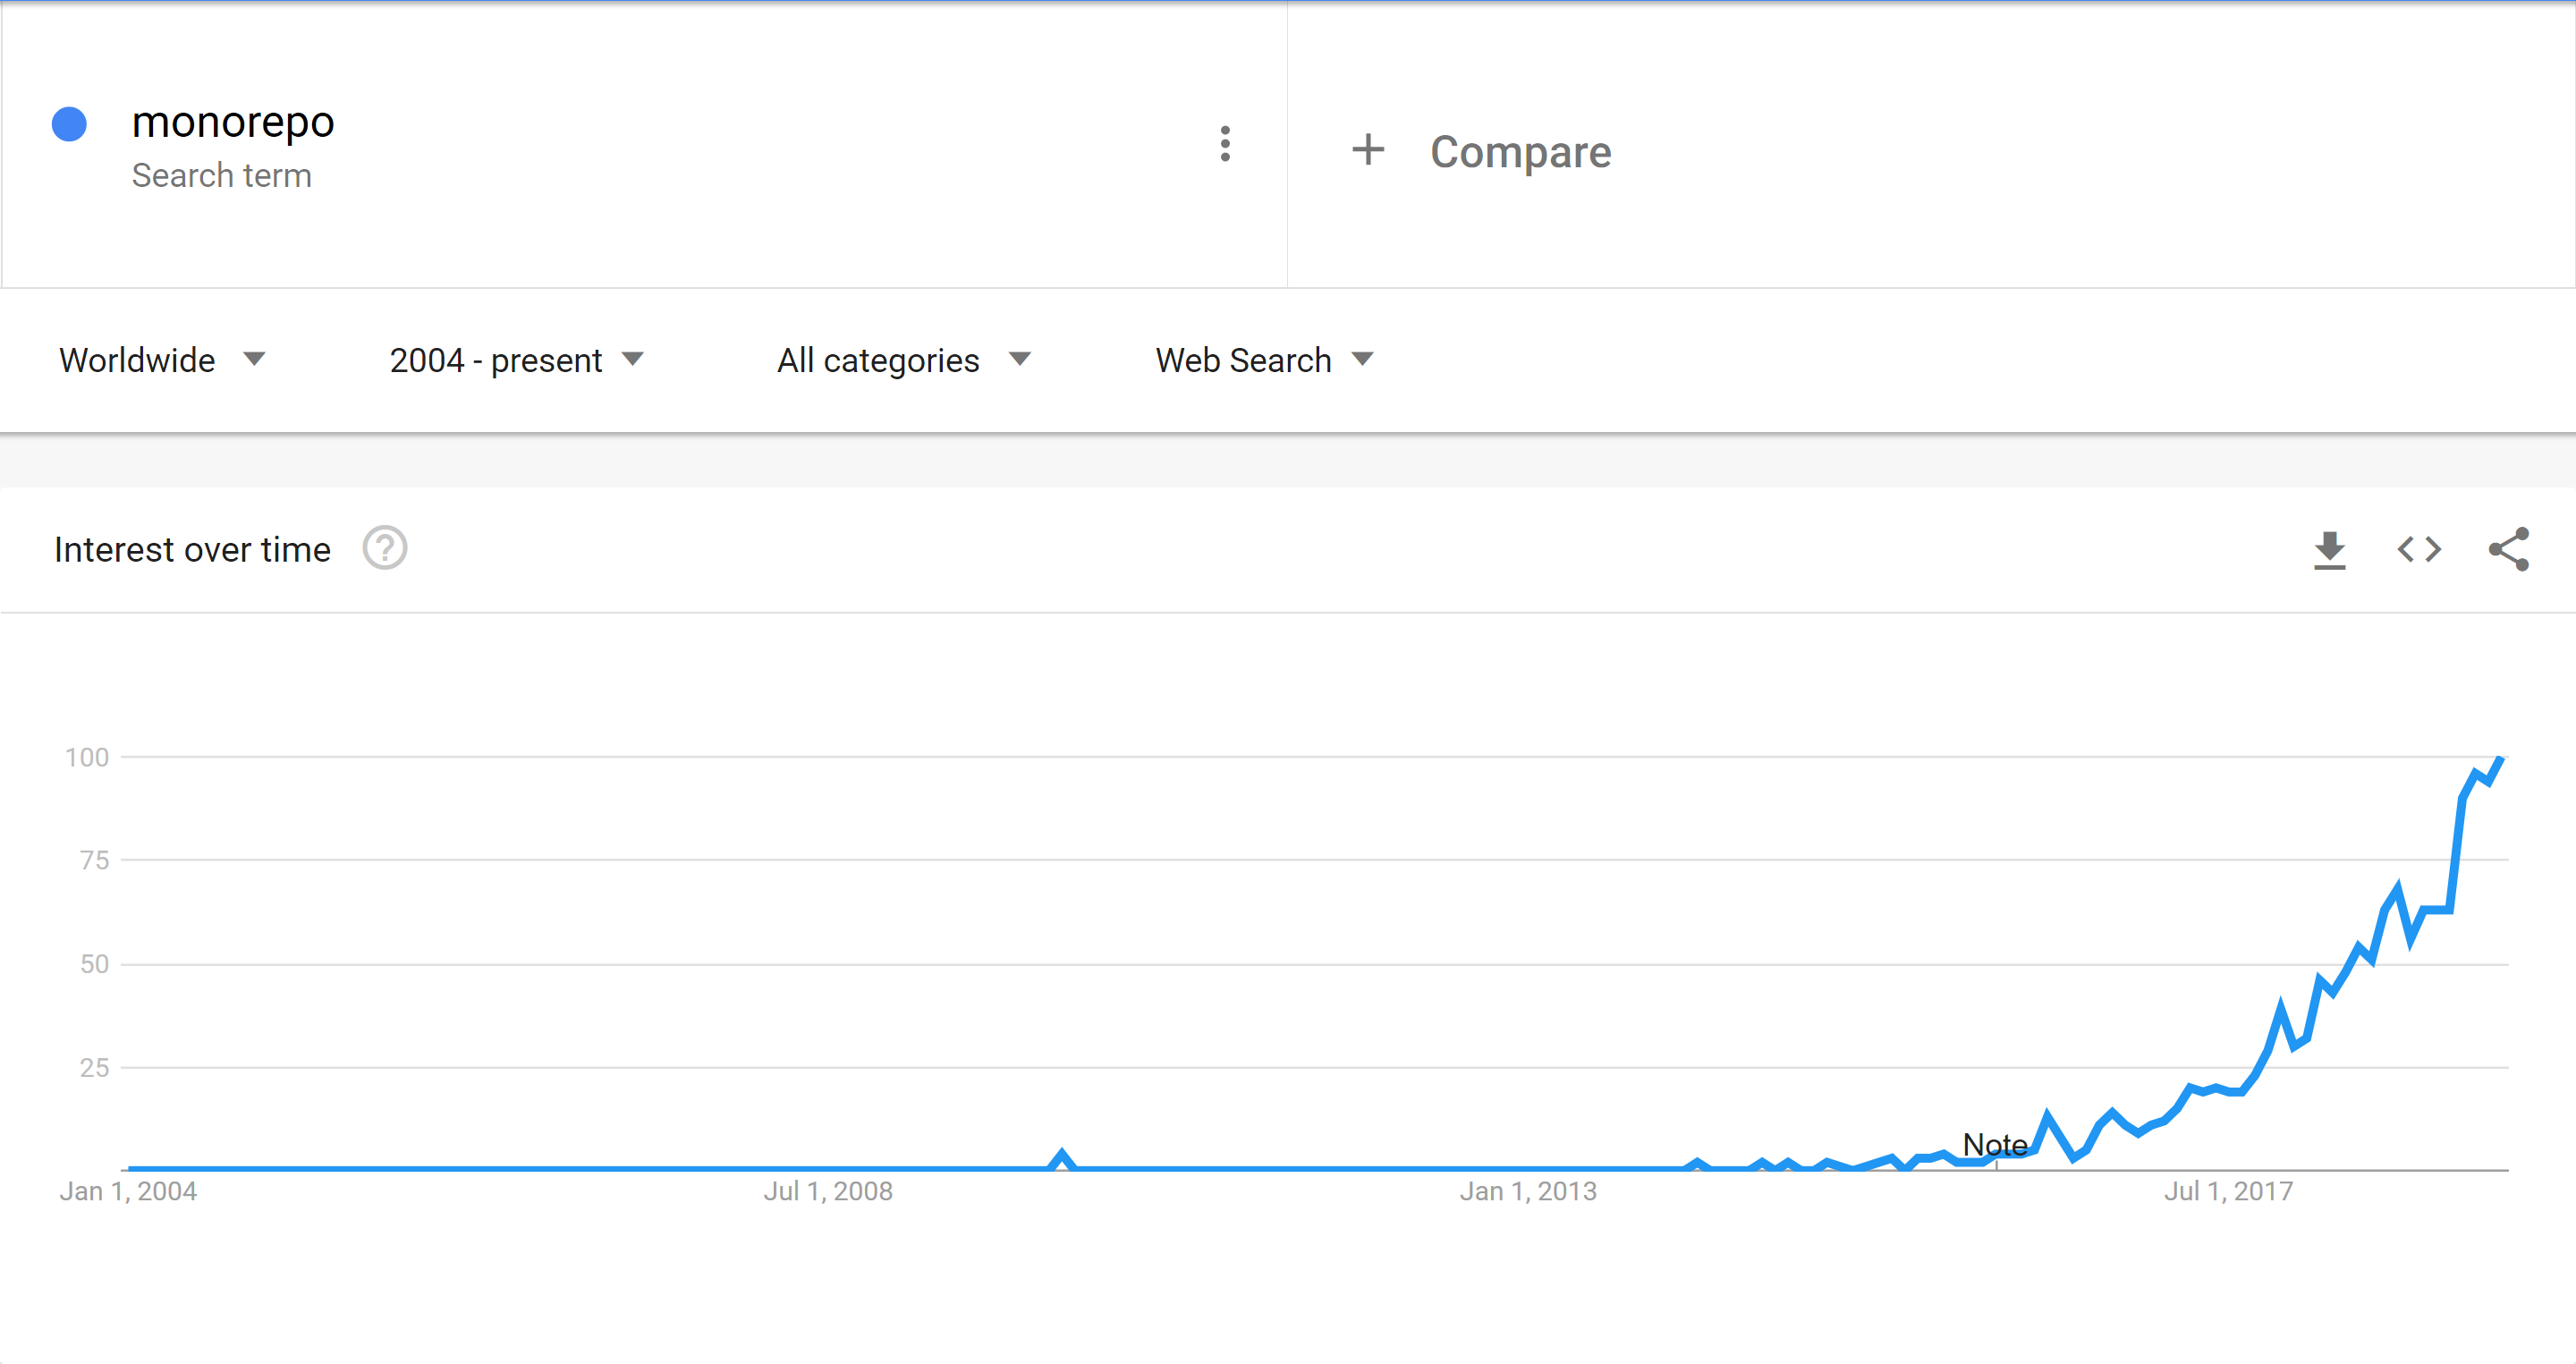 monorepo
Search term
Compare
Worldwide
2004 - present
All categories
Web Search
Interest over time
100
75
50
25
Note
Jan 1, 2004
Jul 1, 2008
Jan 1, 2013
Jul 1, 2017